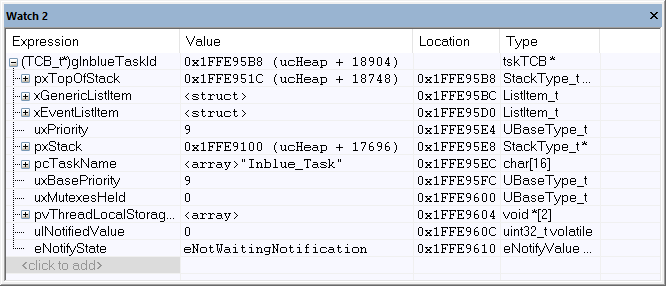 Watch 2
Expression Value Location Type
(TCB_t*)gInblueTaskId 0x1FFE95B8 (ucHeap + 18904) tskTCB *
pxTopOfStack 0x1FFE951C (ucHeap + 18748) 0x1FFE95B8 StackType_t ...
xGenericListItem <struct> 0x1FFE95BC ListItem_t
xEventListItem <struct> 0x1FFE95D0 ListItem_t
uxPriority 9 0x1FFE95E4 UBaseType_t
pxStack 0x1FFE9100 (ucHeap + 17696) 0x1FFE95E8 StackType_t *
pcTaskName <array>"Inblue_Task" 0x1FFE95EC char[16]
uxBasePriority 9 0x1FFE95FC UBaseType_t
uxMutexesHeld 0 0x1FFE9600 UBaseType_t
pvThreadLocalStorag... <array> 0x1FFE9604 void *[2]
ulNotifiedValue 0 0x1FFE960C uint32_t volatile
eNotifyState eNotWaitingNotification 0x1FFE9610 eNotifyValue ...
<click to add>